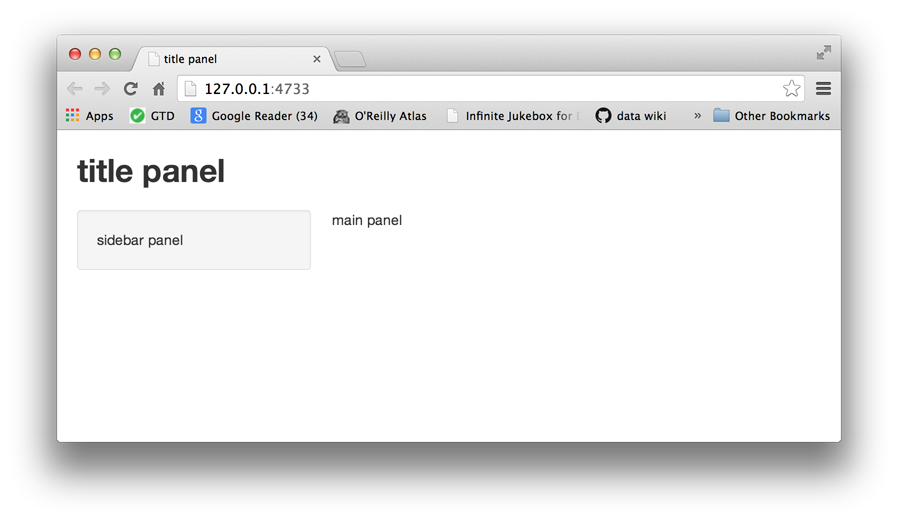 title panel
127.0.0.1:4733
Apps GTD Google Reader (34) O'Reilly Atlas Infinite Jukebox for data wiki » Other Bookmarks
title panel
sidebar panel
main panel